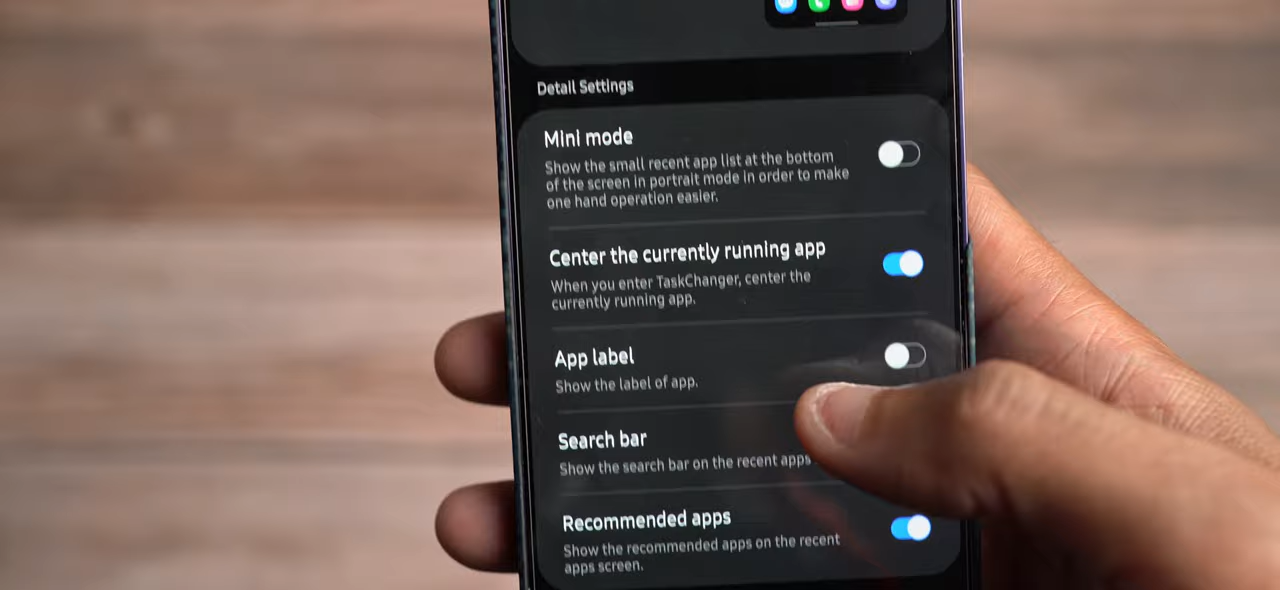 Detail Settings
Mini mode
Show the small recent app list at the bottom
of the screen in portrait mode in order to make
one hand operation easier.
Center the currently running app
When you enter TaskChanger, center the
currently running app.
App label
Show the label of app.
Search bar
Show the search bar on the recent apps
Recommended apps
Show the recommended apps on the recent
apps screen.